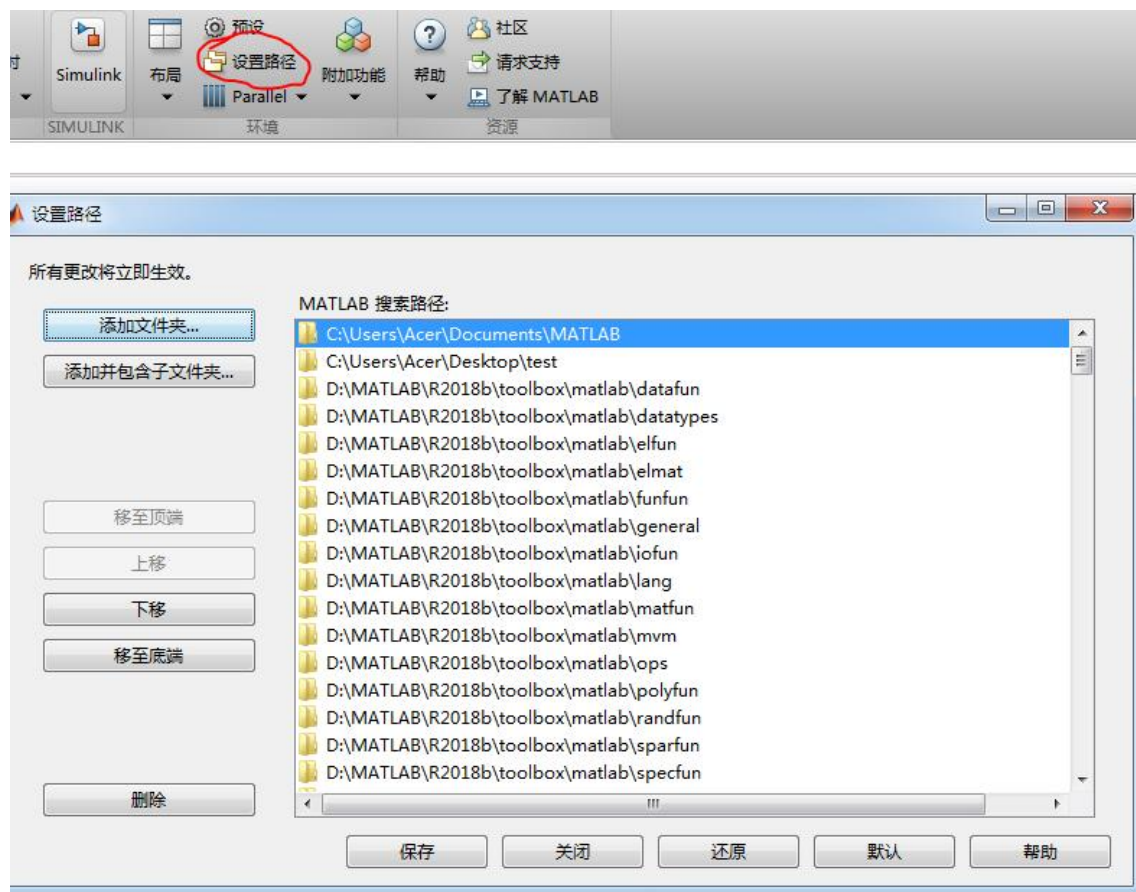 预设
社区
时
Simulink
布局
设置路径
附加功能
帮助
请求支持
Parallel
了解 MATLAB
SIMULINK
环境
资源
设置路径
所有更改将立即生效。
MATLAB 搜索路径:
添加文件夹...
添加并包含子文件夹...
移至顶端
上移
下移
移至底端
删除
C:\Users\Acer\Documents\MATLAB
C:\Users\Acer\Desktop\test
D:\MATLAB\R2018b\toolbox\matlab\datafun
D:\MATLAB\R2018b\toolbox\matlab\datatypes
D:\MATLAB\R2018b\toolbox\matlab\elfun
D:\MATLAB\R2018b\toolbox\matlab\elmat
D:\MATLAB\R2018b\toolbox\matlab\funfun
D:\MATLAB\R2018b\toolbox\matlab\general
D:\MATLAB\R2018b\toolbox\matlab\iofun
D:\MATLAB\R2018b\toolbox\matlab\lang
D:\MATLAB\R2018b\toolbox\matlab\matfun
D:\MATLAB\R2018b\toolbox\matlab\mvm
D:\MATLAB\R2018b\toolbox\matlab\ops
D:\MATLAB\R2018b\toolbox\matlab\polyfun
D:\MATLAB\R2018b\toolbox\matlab\randfun
D:\MATLAB\R2018b\toolbox\matlab\sparfun
D:\MATLAB\R2018b\toolbox\matlab\specfun
保存
关闭
还原
默认
帮助